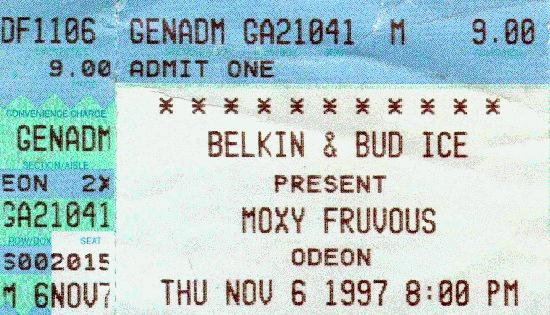 DF1106 GENADM GA21041 M 9.00
9.00 ADMIT ONE
* * * * * * * * * * *
CONVENIENCE CHARGE
GENADM BELKIN & BUD ICE
SECTION/AISLE
EON 2X PRESENT
GA21041 MOXY FRUVOUS
ROW/BOX SEAT
S002015 ODEON
M 6NOV7 THU NOV 6 1997 8:00 PM